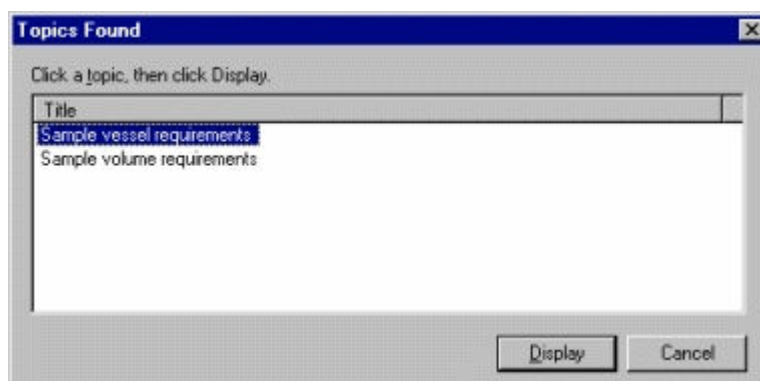 Topics Found
Click a topic, then click Display.
Title
Sample vessel requirements
Sample volume requirements
Display Cancel